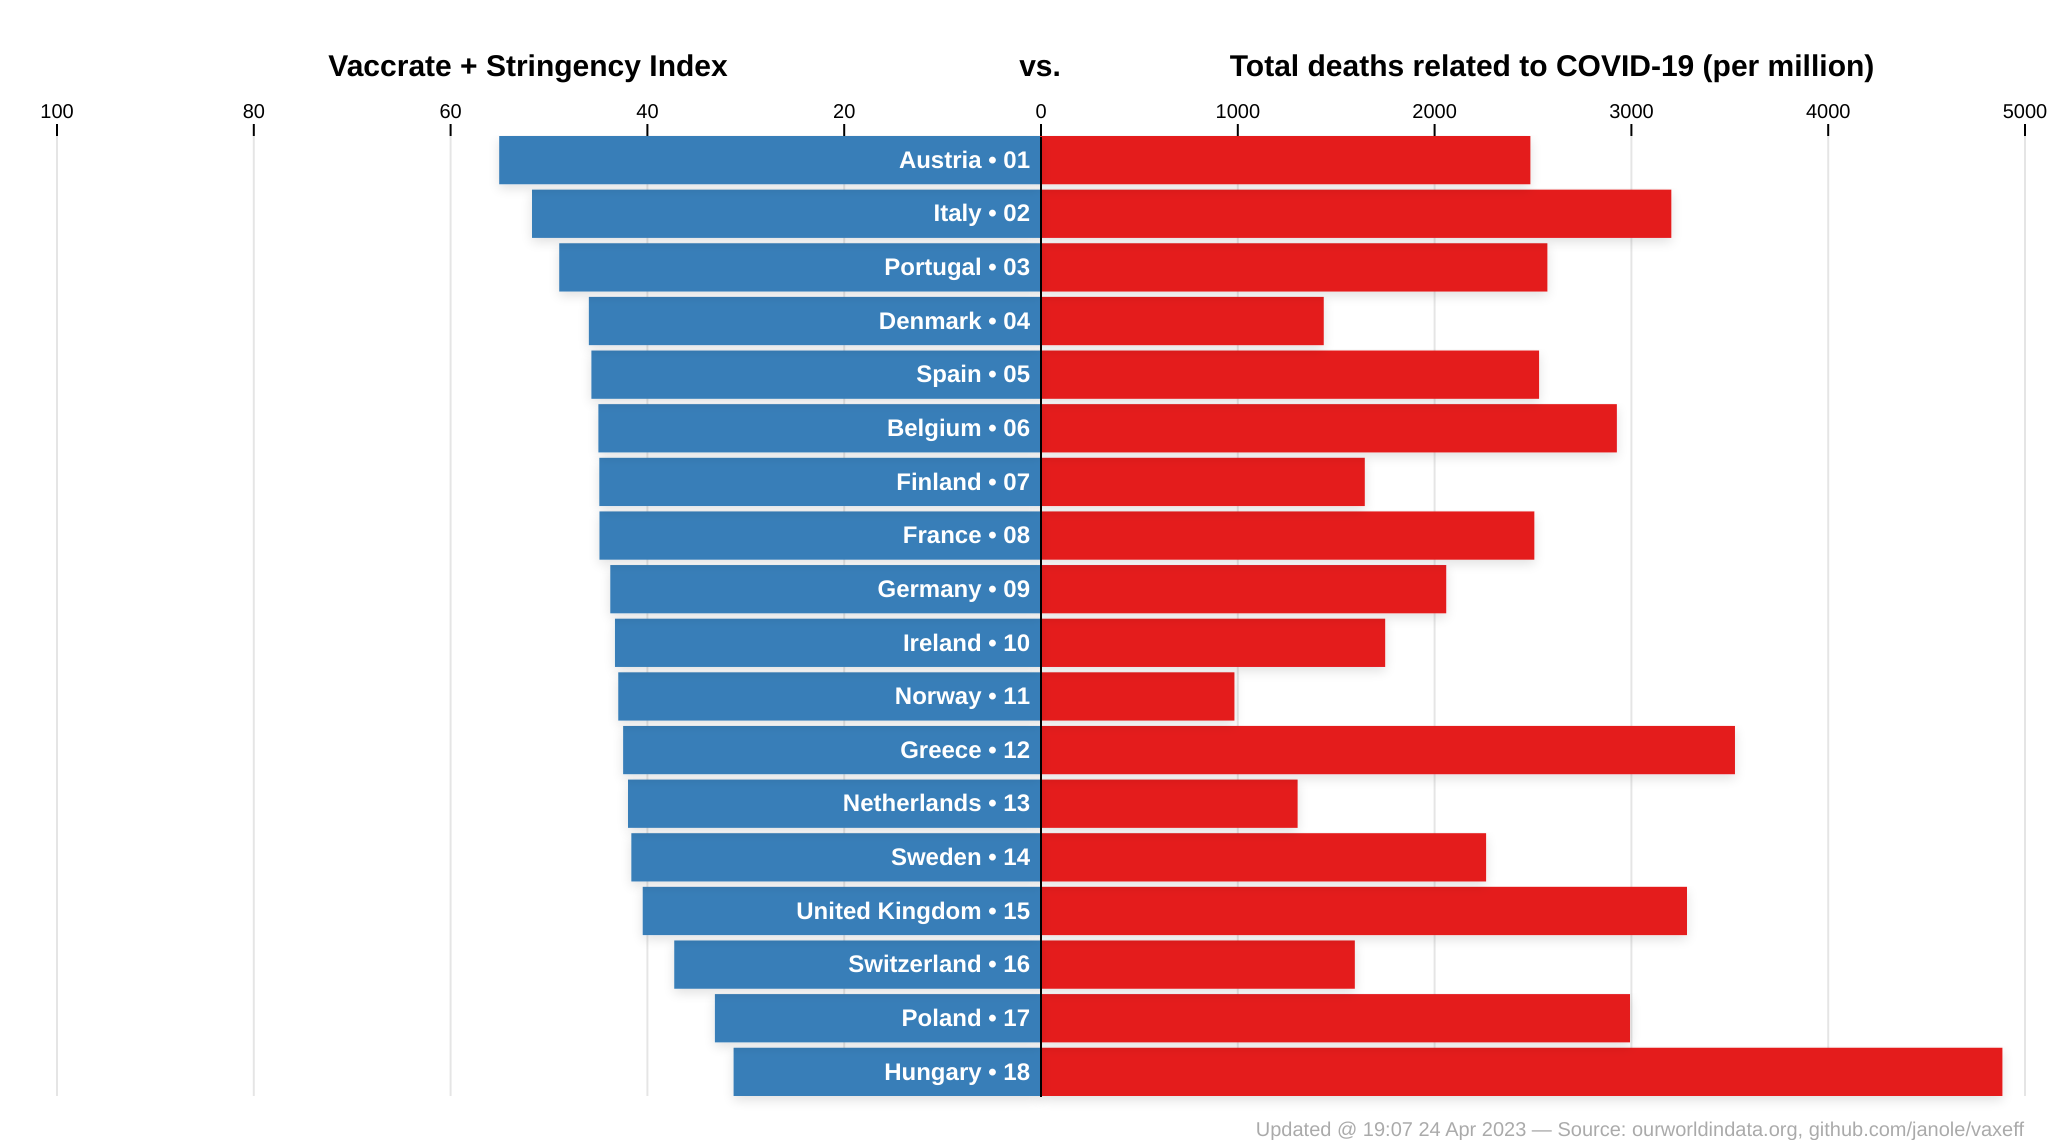 Vaccrate + Stringency Index vs. Total deaths related to COVID-19 (per million)
100 80 60 40 20 0 1000 2000 3000 4000 5000
Austria • 01
Italy • 02
Portugal • 03
Denmark • 04
Spain • 05
Belgium • 06
Finland • 07
France • 08
Germany • 09
Ireland • 10
Norway • 11
Greece • 12
Netherlands • 13
Sweden • 14
United Kingdom • 15
Switzerland • 16
Poland • 17
Hungary • 18
Updated @ 19:07 24 Apr 2023 — Source: ourworldindata.org, github.com/janole/vaxeff